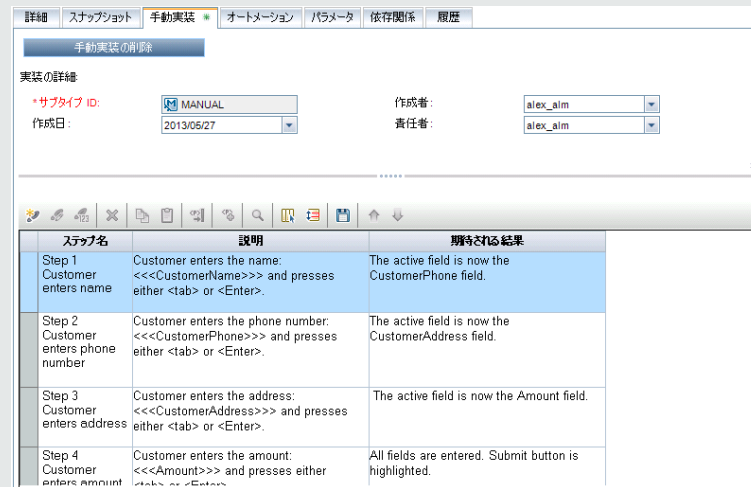 詳細 スナップショット 手動実装 * オートメーション パラメータ 依存関係 履歴
手動実装の削除
実装の詳細
*サブタイプ ID: MANUAL 作成者: alex_alm
作成日: 2013/05/27 責任者: alex_alm
ステップ名 説明 期待される結果
Step 1 Customer enters the name: The active field is now the
Customer <<<CustomerName>>> and presses CustomerPhone field.
enters name either <tab> or <Enter>.
Step 2 Customer enters the phone number: The active field is now the
Customer <<<CustomerPhone>>> and presses CustomerAddress field.
enters phone either <tab> or <Enter>.
number
Step 3 Customer enters the address: The active field is now the Amount field.
Customer <<<CustomerAddress>>> and presses
enters address either <tab> or <Enter>.
Step 4 Customer enters the amount: All fields are entered. Submit button is
Customer <<<Amount>>> and presses either highlighted.
enters amount <tab> or <Enter>